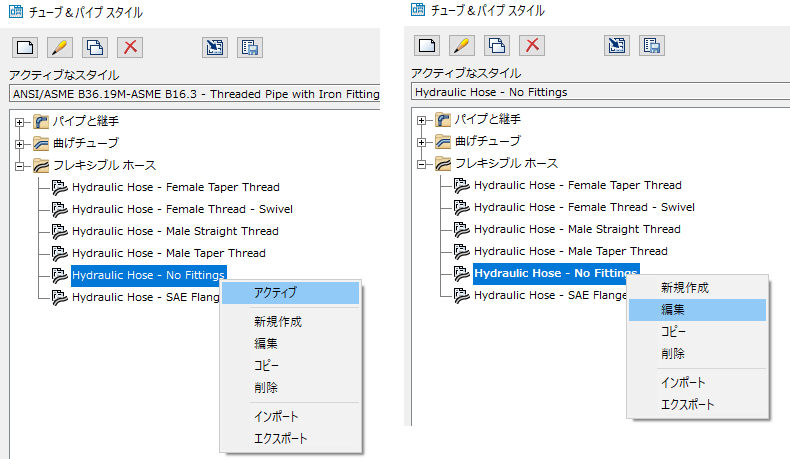 チューブ＆パイプ スタイル
アクティブなスタイル
ANSI/ASME B36.19M-ASME B16.3 - Threaded Pipe with Iron Fitting
パイプと継手
曲げチューブ
フレキシブル ホース
Hydraulic Hose - Female Taper Thread
Hydraulic Hose - Female Thread - Swivel
Hydraulic Hose - Male Straight Thread
Hydraulic Hose - Male Taper Thread
Hydraulic Hose - No Fittings
Hydraulic Hose - SAE Flang
アクティブ
新規作成
編集
コピー
削除
インポート
エクスポート
チューブ＆パイプ スタイル
アクティブなスタイル
Hydraulic Hose - No Fittings
パイプと継手
曲げチューブ
フレキシブル ホース
Hydraulic Hose - Female Taper Thread
Hydraulic Hose - Female Thread - Swivel
Hydraulic Hose - Male Straight Thread
Hydraulic Hose - Male Taper Thread
Hydraulic Hose - No Fittings
Hydraulic Hose - SAE Flange
新規作成
編集
コピー
削除
インポート
エクスポート